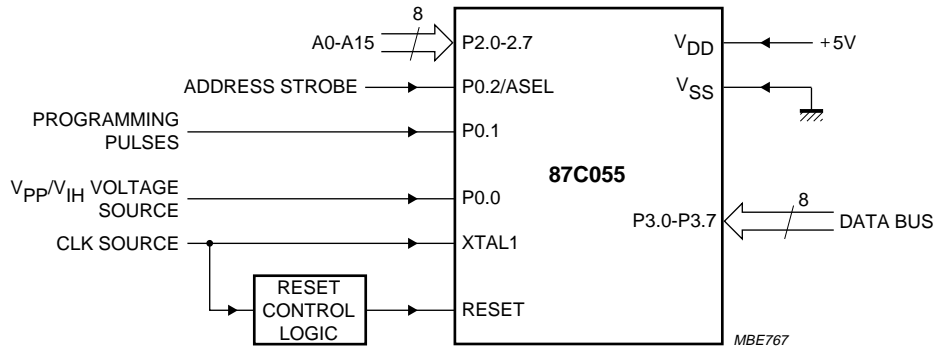 8
A0-A15
P2.0-2.7
VDD
+5V
ADDRESS STROBE
P0.2/ASEL
VSS
PROGRAMMING
PULSES
P0.1
87C055
VPP/VIH VOLTAGE
SOURCE
P0.0
8
P3.0-P3.7
DATA BUS
CLK SOURCE
XTAL1
RESET
CONTROL
LOGIC
RESET
MBE767